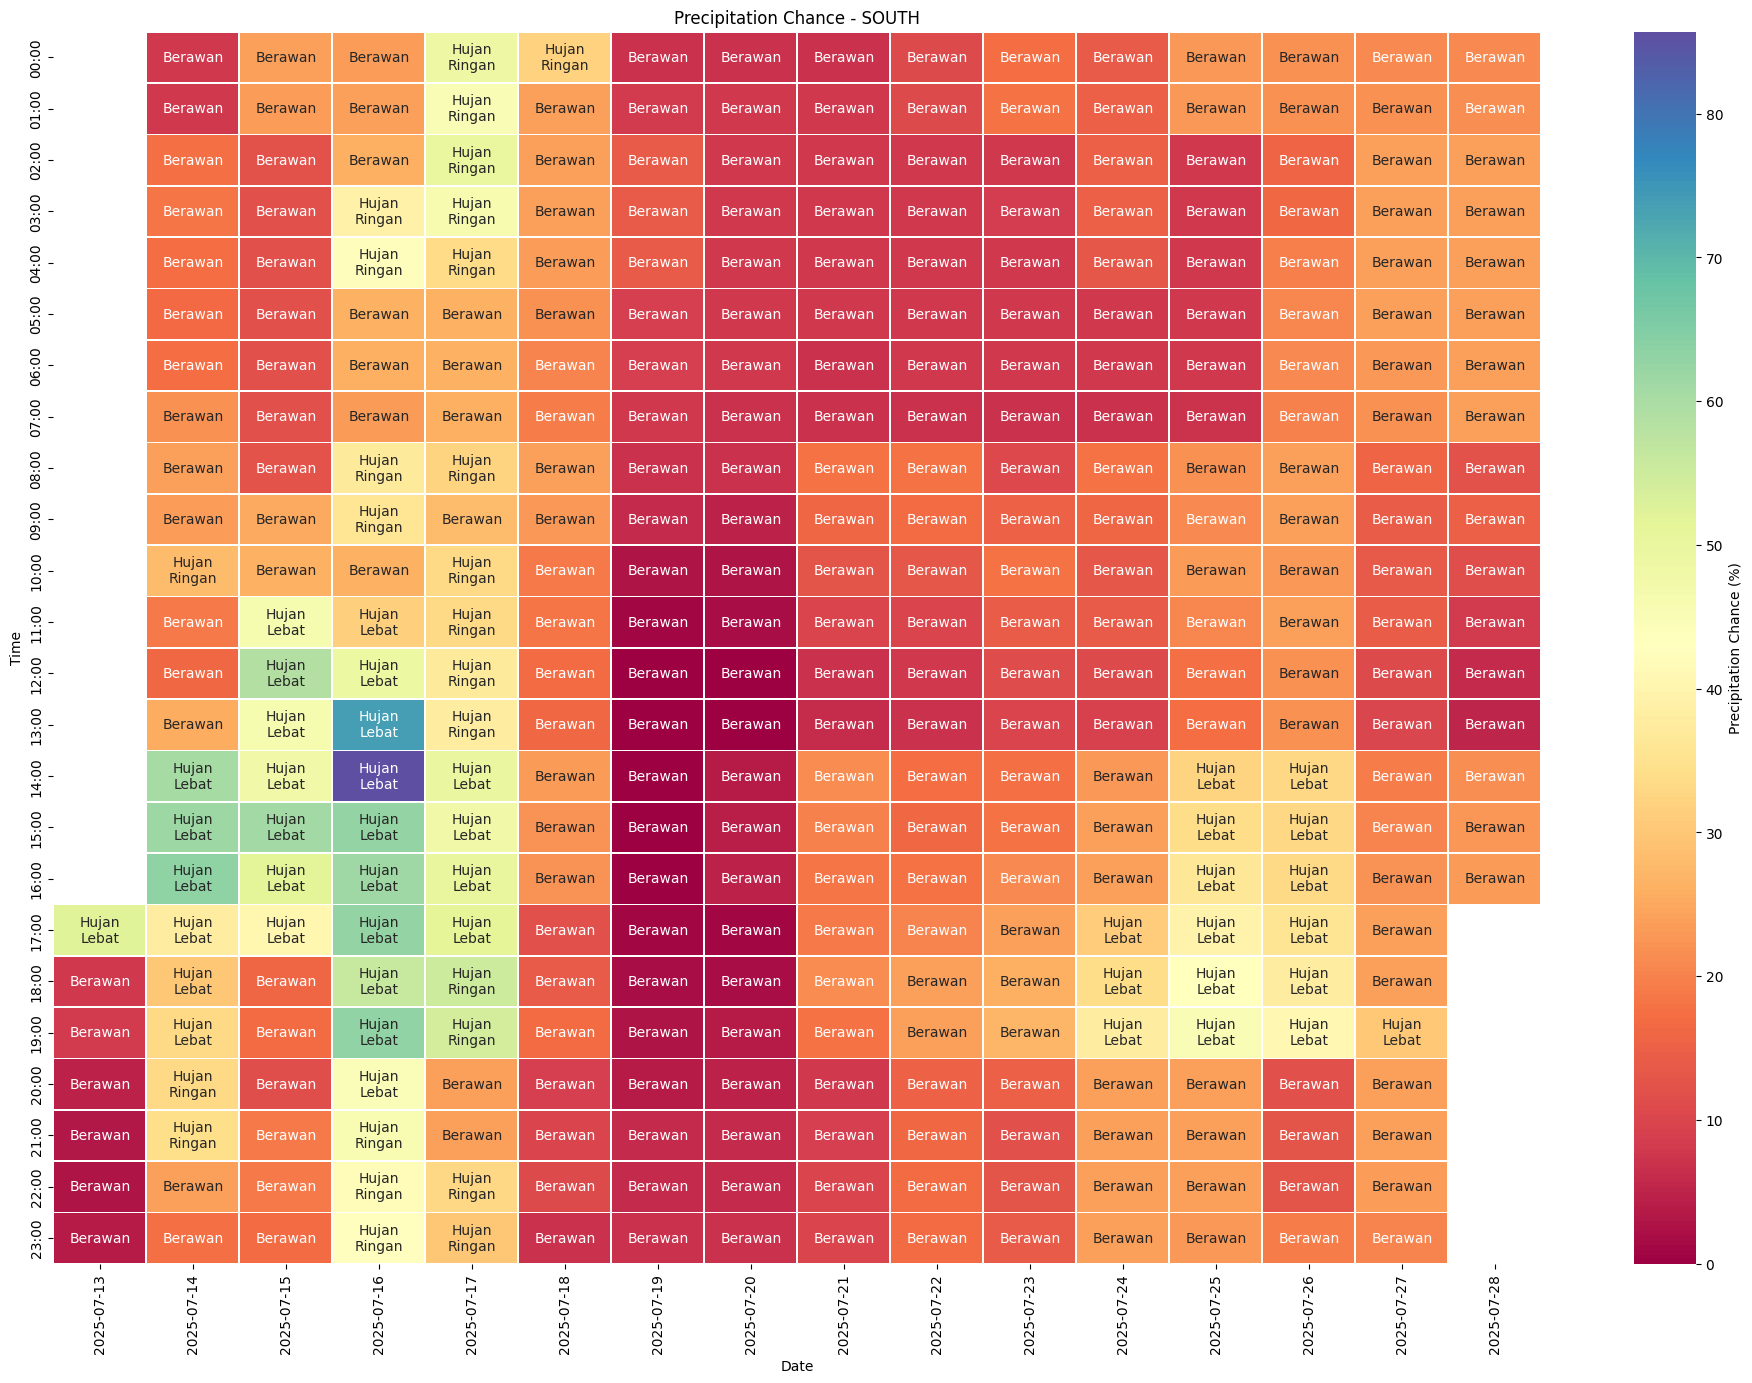 Precipitation Chance - SOUTH
00:00 Berawan Berawan Berawan Hujan Ringan Hujan Ringan Berawan Berawan Berawan Berawan Berawan Berawan Berawan Berawan Berawan Berawan
01:00 Berawan Berawan Berawan Hujan Ringan Berawan Berawan Berawan Berawan Berawan Berawan Berawan Berawan Berawan Berawan Berawan
02:00 Berawan Berawan Berawan Hujan Ringan Berawan Berawan Berawan Berawan Berawan Berawan Berawan Berawan Berawan Berawan Berawan
03:00 Berawan Berawan Hujan Ringan Hujan Ringan Berawan Berawan Berawan Berawan Berawan Berawan Berawan Berawan Berawan Berawan Berawan
04:00 Berawan Berawan Hujan Ringan Hujan Ringan Berawan Berawan Berawan Berawan Berawan Berawan Berawan Berawan Berawan Berawan Berawan
05:00 Berawan Berawan Berawan Berawan Berawan Berawan Berawan Berawan Berawan Berawan Berawan Berawan Berawan Berawan Berawan
06:00 Berawan Berawan Berawan Berawan Berawan Berawan Berawan Berawan Berawan Berawan Berawan Berawan Berawan Berawan Berawan
07:00 Berawan Berawan Berawan Berawan Berawan Berawan Berawan Berawan Berawan Berawan Berawan Berawan Berawan Berawan Berawan
08:00 Berawan Berawan Hujan Ringan Hujan Ringan Berawan Berawan Berawan Berawan Berawan Berawan Berawan Berawan Berawan Berawan Berawan
09:00 Berawan Berawan Hujan Ringan Berawan Berawan Berawan Berawan Berawan Berawan Berawan Berawan Berawan Berawan Berawan Berawan
10:00 Hujan Ringan Berawan Berawan Hujan Ringan Berawan Berawan Berawan Berawan Berawan Berawan Berawan Berawan Berawan Berawan Berawan
11:00 Berawan Hujan Lebat Hujan Lebat Hujan Ringan Berawan Berawan Berawan Berawan Berawan Berawan Berawan Berawan Berawan Berawan Berawan
12:00 Berawan Hujan Lebat Hujan Lebat Hujan Ringan Berawan Berawan Berawan Berawan Berawan Berawan Berawan Berawan Berawan Berawan Berawan
13:00 Berawan Hujan Lebat Hujan Lebat Hujan Ringan Berawan Berawan Berawan Berawan Berawan Berawan Berawan Berawan Berawan Berawan Berawan
14:00 Hujan Lebat Hujan Lebat Hujan Lebat Hujan Lebat Berawan Berawan Berawan Berawan Berawan Berawan Berawan Hujan Lebat Hujan Lebat Berawan Berawan
15:00 Hujan Lebat Hujan Lebat Hujan Lebat Hujan Lebat Berawan Berawan Berawan Berawan Berawan Berawan Berawan Hujan Lebat Hujan Lebat Berawan Berawan
16:00 Hujan Lebat Hujan Lebat Hujan Lebat Hujan Lebat Berawan Berawan Berawan Berawan Berawan Berawan Berawan Hujan Lebat Hujan Lebat Berawan Berawan
17:00 Hujan Lebat Hujan Lebat Hujan Lebat Hujan Lebat Hujan Lebat Berawan Berawan Berawan Berawan Berawan Berawan Hujan Lebat Hujan Lebat Hujan Lebat Berawan
18:00 Berawan Hujan Lebat Berawan Hujan Lebat Hujan Ringan Berawan Berawan Berawan Berawan Berawan Berawan Hujan Lebat Hujan Lebat Hujan Lebat Berawan
19:00 Berawan Hujan Lebat Berawan Hujan Lebat Hujan Ringan Berawan Berawan Berawan Berawan Berawan Berawan Hujan Lebat Hujan Lebat Hujan Lebat Hujan Lebat
20:00 Berawan Hujan Ringan Berawan Hujan Lebat Berawan Berawan Berawan Berawan Berawan Berawan Berawan Berawan Berawan Berawan Berawan
21:00 Berawan Hujan Ringan Berawan Hujan Ringan Berawan Berawan Berawan Berawan Berawan Berawan Berawan Berawan Berawan Berawan Berawan
22:00 Berawan Berawan Berawan Hujan Ringan Hujan Ringan Berawan Berawan Berawan Berawan Berawan Berawan Berawan Berawan Berawan Berawan
23:00 Berawan Berawan Berawan Hujan Ringan Hujan Ringan Berawan Berawan Berawan Berawan Berawan Berawan Berawan Berawan Berawan Berawan
Time
2025-07-13 2025-07-14 2025-07-15 2025-07-16 2025-07-17 2025-07-18 2025-07-19 2025-07-20 2025-07-21 2025-07-22 2025-07-23 2025-07-24 2025-07-25 2025-07-26 2025-07-27 2025-07-28
Date
80
70
60
50
40
30
20
10
0
Precipitation Chance (%)